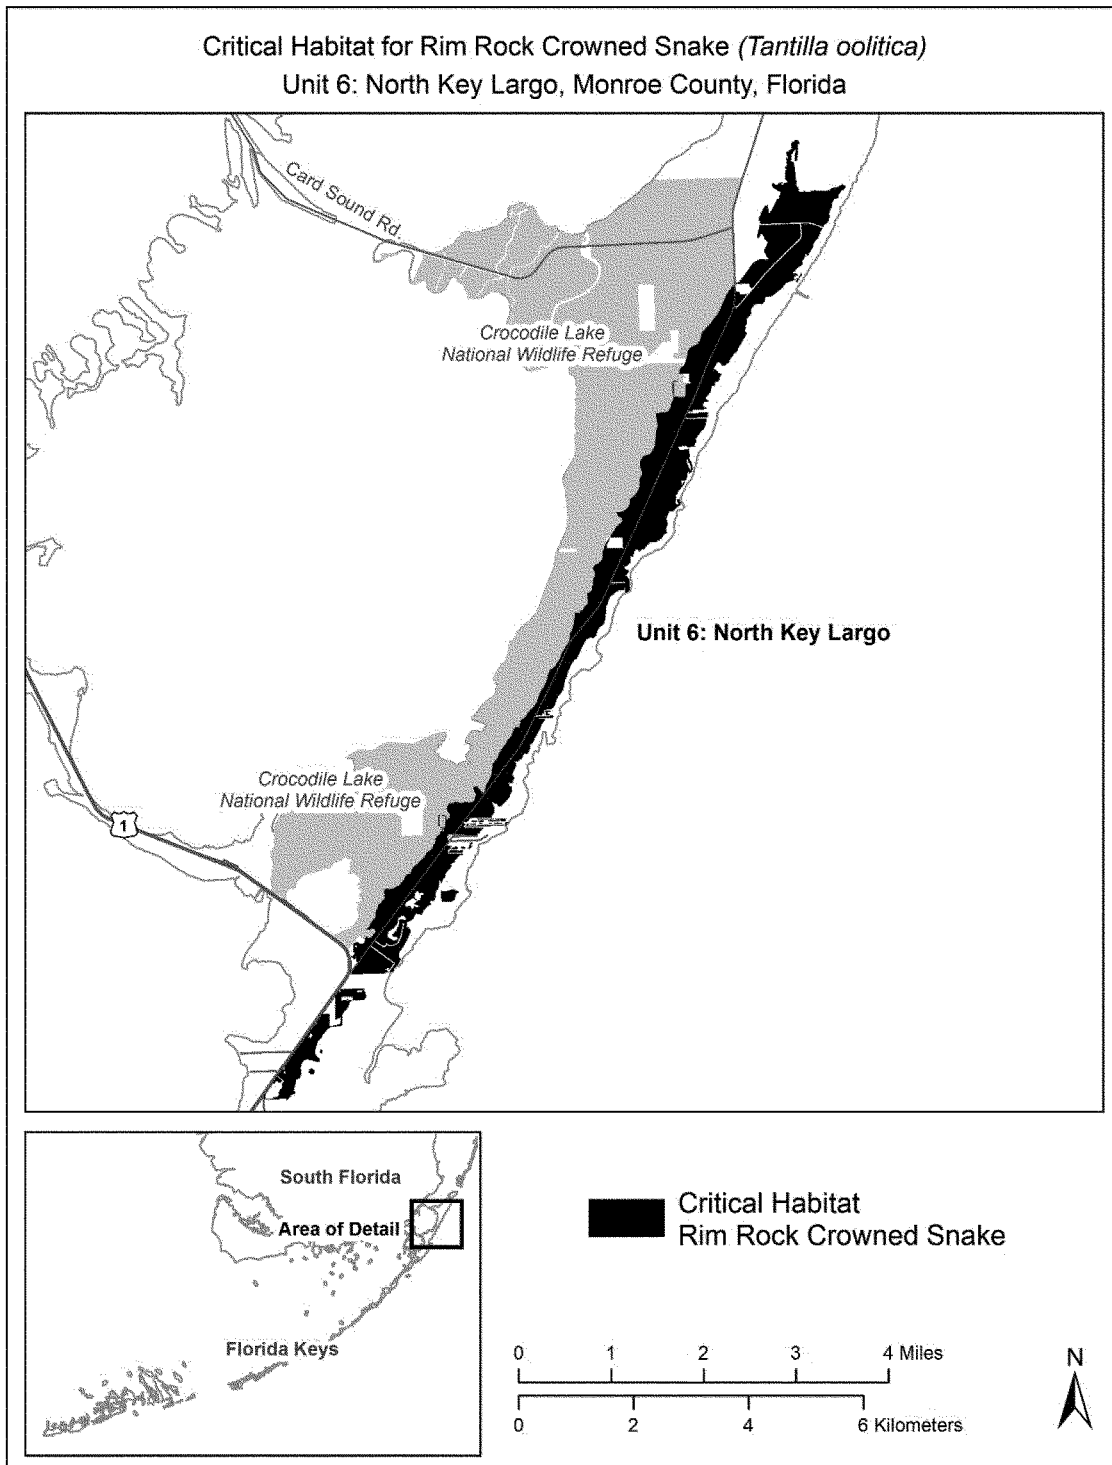 Critical Habitat for Rim Rock Crowned Snake (Tantilla oolitica)
Unit 6: North Key Largo, Monroe County, Florida
Card Sound Rd.
Crocodile Lake
National Wildlife Refuge
Unit 6: North Key Largo
Crocodile Lake
National Wildlife Refuge
1
South Florida
Area of Detail
Florida Keys
Critical Habitat
Rim Rock Crowned Snake
0 1 2 3 4 Miles
0 2 4 6 Kilometers
N